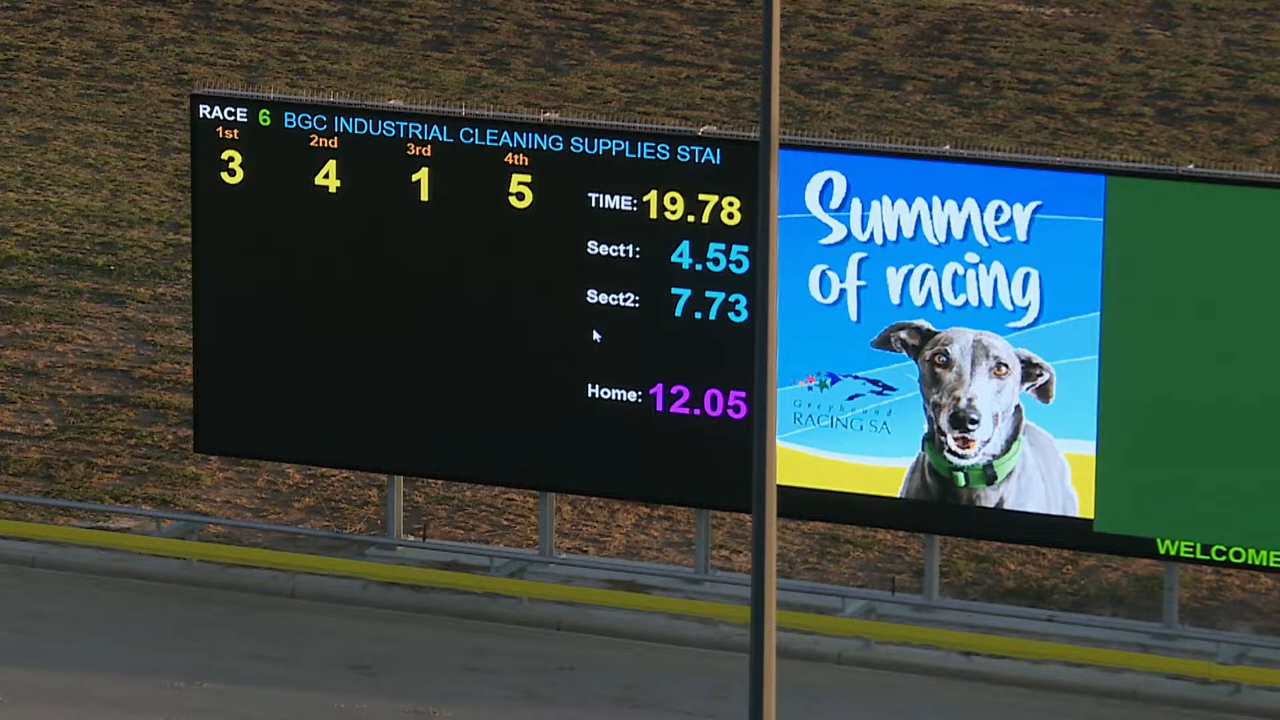 RACE 6 BGC INDUSTRIAL CLEANING SUPPLIES STAI
1st 2nd 3rd 4th
3 4 1 5
TIME: 19.78
Sect1: 4.55
Sect2: 7.73
Home: 12.05
Summer
of racing
Greyhound
RACING SA
WELCOME